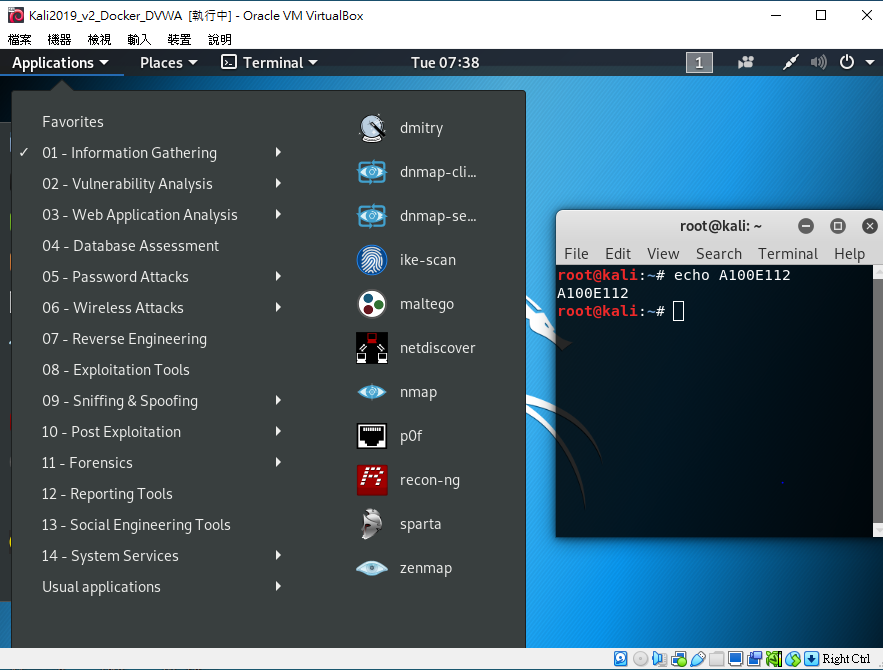 Kali2019_v2_Docker_DVWA [執行中] - Oracle VM VirtualBox
檔案 機器 檢視 輸入 裝置 說明
Applications Places Terminal Tue 07:38 1
Favorites
01 - Information Gathering
02 - Vulnerability Analysis
03 - Web Application Analysis
04 - Database Assessment
05 - Password Attacks
06 - Wireless Attacks
07 - Reverse Engineering
08 - Exploitation Tools
09 - Sniffing & Spoofing
10 - Post Exploitation
11 - Forensics
12 - Reporting Tools
13 - Social Engineering Tools
14 - System Services
Usual applications
dmitry
dnmap-cli...
dnmap-se...
ike-scan
maltego
netdiscover
nmap
p0f
recon-ng
sparta
zenmap
root@kali: ~
File Edit View Search Terminal Help
root@kali:~# echo A100E112
A100E112
root@kali:~#
Right Ctrl